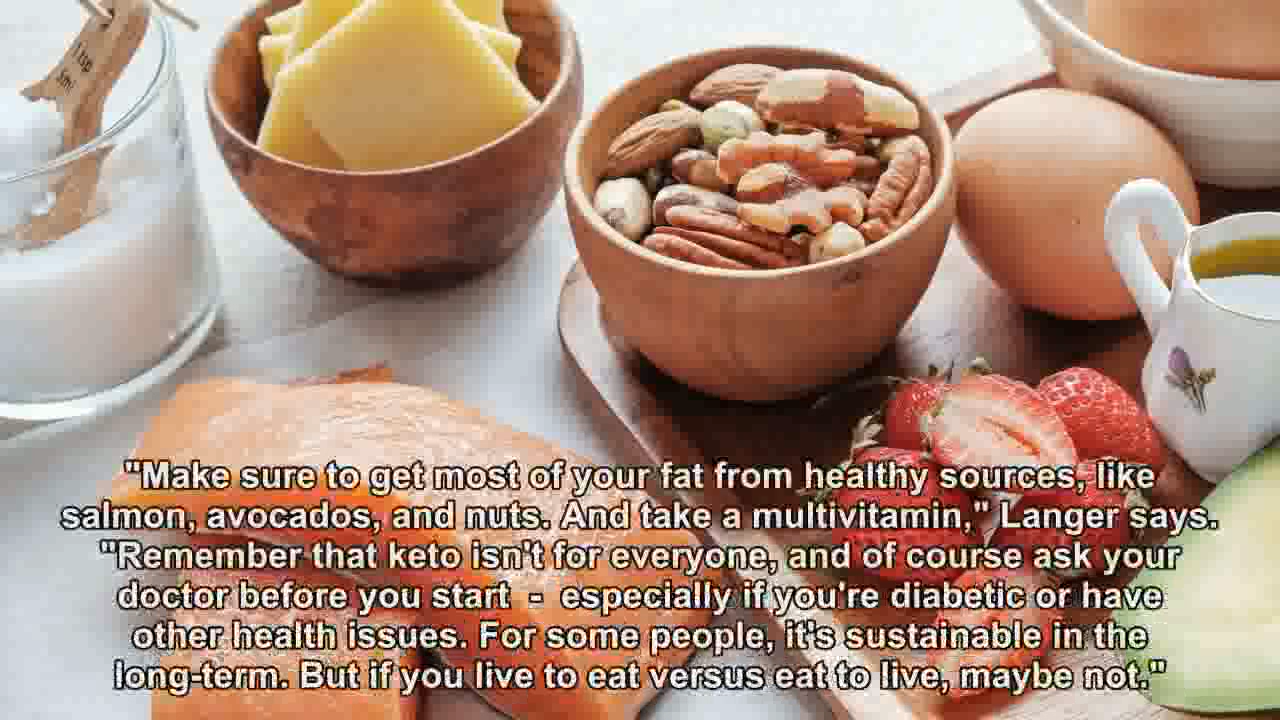 1 tsp
5ml
"Make sure to get most of your fat from healthy sources, like
salmon, avocados, and nuts. And take a multivitamin," Langer says.
"Remember that keto isn't for everyone, and of course ask your
doctor before you start  -  especially if you're diabetic or have
other health issues. For some people, it's sustainable in the
long-term. But if you live to eat versus eat to live, maybe not."